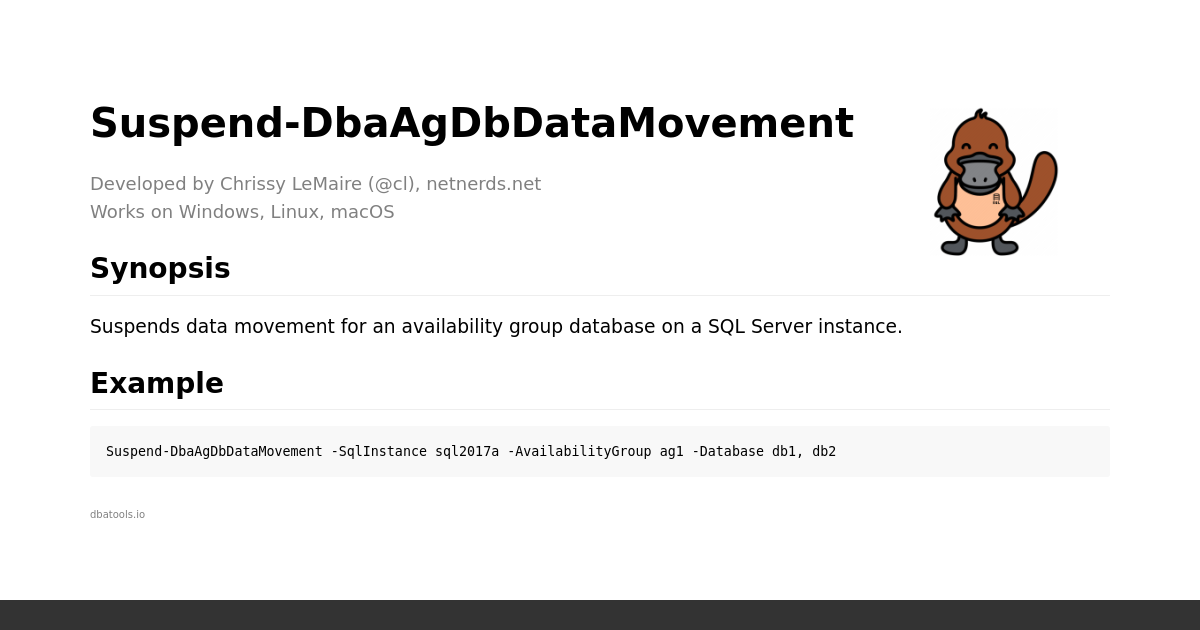 Suspend-DbaAgDbDataMovement
Developed by Chrissy LeMaire (@cl), netnerds.net
Works on Windows, Linux, macOS
Synopsis
Suspends data movement for an availability group database on a SQL Server instance.
Example
Suspend-DbaAgDbDataMovement -SqlInstance sql2017a -AvailabilityGroup ag1 -Database db1, db2
dbatools.io